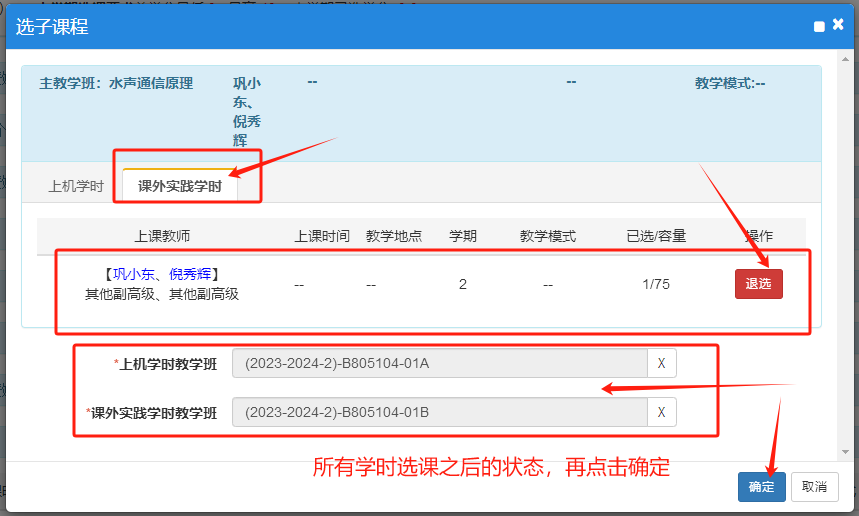 选子课程
主教学班：水声通信原理 巩小东、倪秀辉 -- -- 教学模式:--
上机学时 课外实践学时
上课教师 上课时间 教学地点 学期 教学模式 已选/容量 操作
【巩小东、倪秀辉】
其他副高级、其他副高级 -- -- 2 -- 1/75 退选
*上机学时教学班 (2023-2024-2)-B805104-01A X
*课外实践学时教学班 (2023-2024-2)-B805104-01B X
所有学时选课之后的状态，再点击确定
确定 取消